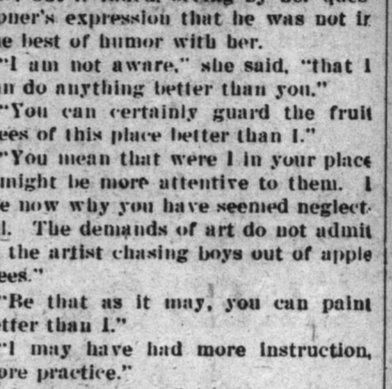 oner's expression that he was not in
e best of humor with her.
"I am not aware," she said, "that I
n do anything better than you."
"You can certainly guard the fruit
ees of this place better than I."
"You mean that were I in your place
might be more attentive to them. I
e now why you have seemed neglect-
l. The demands of art do not admit
the artist chasing boys out of apple
ees."
"Be that as it may, you can paint
tter than I."
"I may have had more instruction,
ore practice."